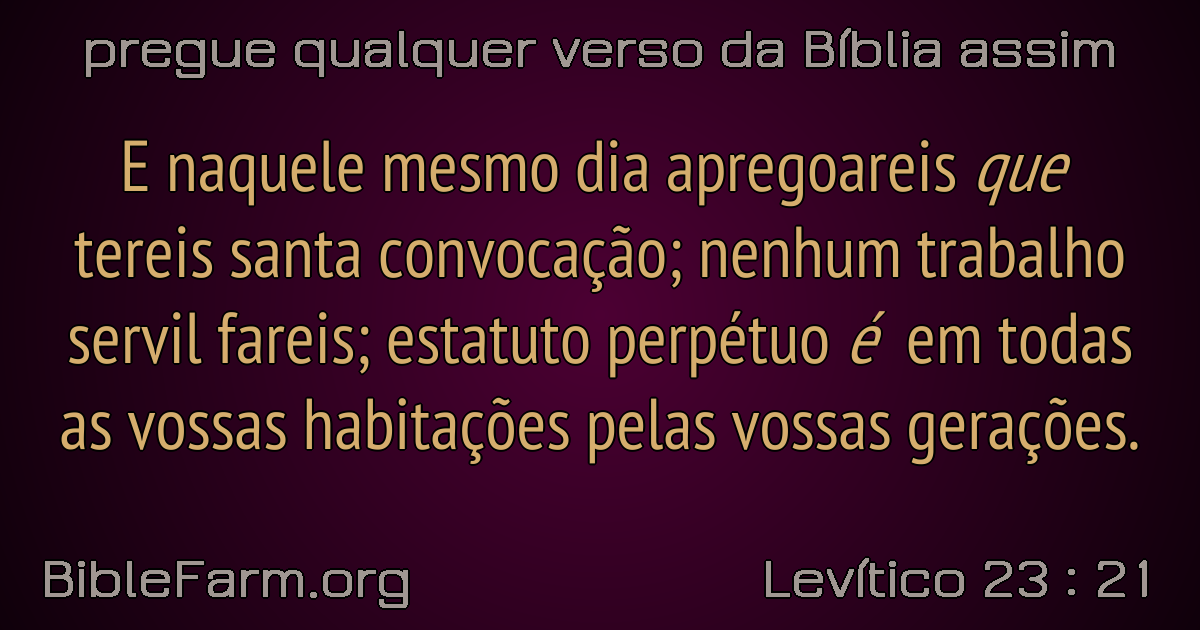 pregue qualquer verso da Bíblia assim
E naquele mesmo dia apregoareis que
tereis santa convocação; nenhum trabalho
servil fareis; estatuto perpétuo é em todas
as vossas habitações pelas vossas gerações.
BibleFarm.org
Levítico 23 : 21